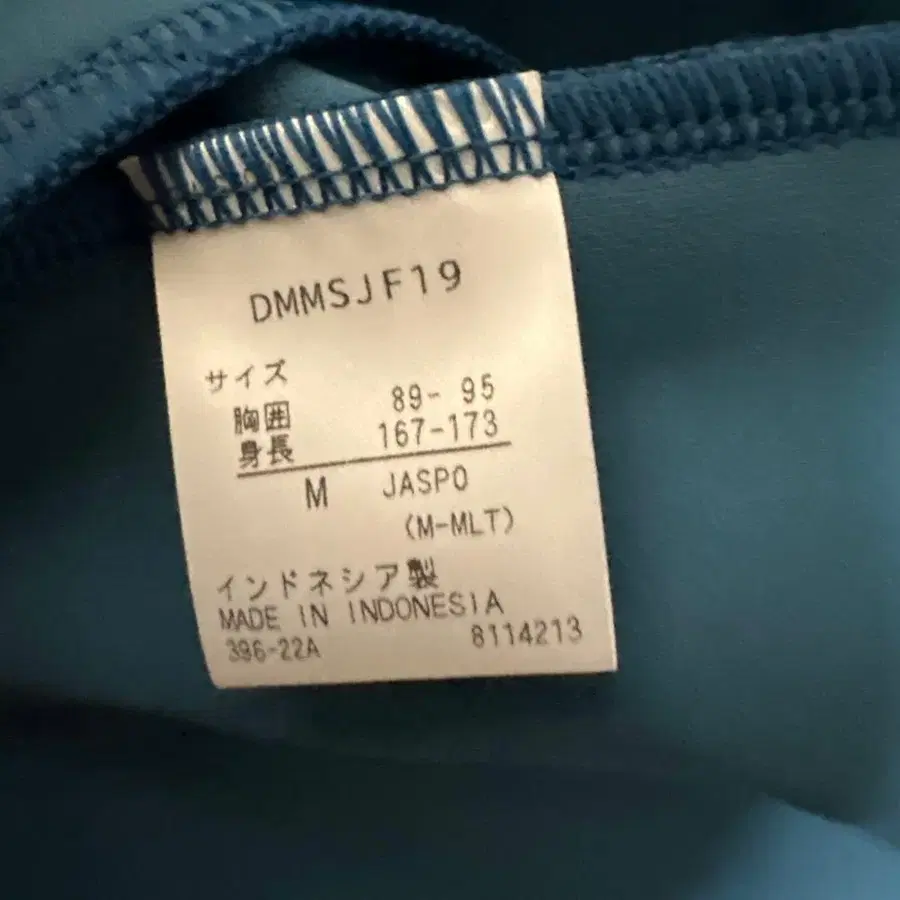 DMMSJF19
サイズ
胸囲 89- 95
身長 167-173
M JASPO
(M-MLT)
インドネシア製
MADE IN INDONESIA
396-22A 8114213